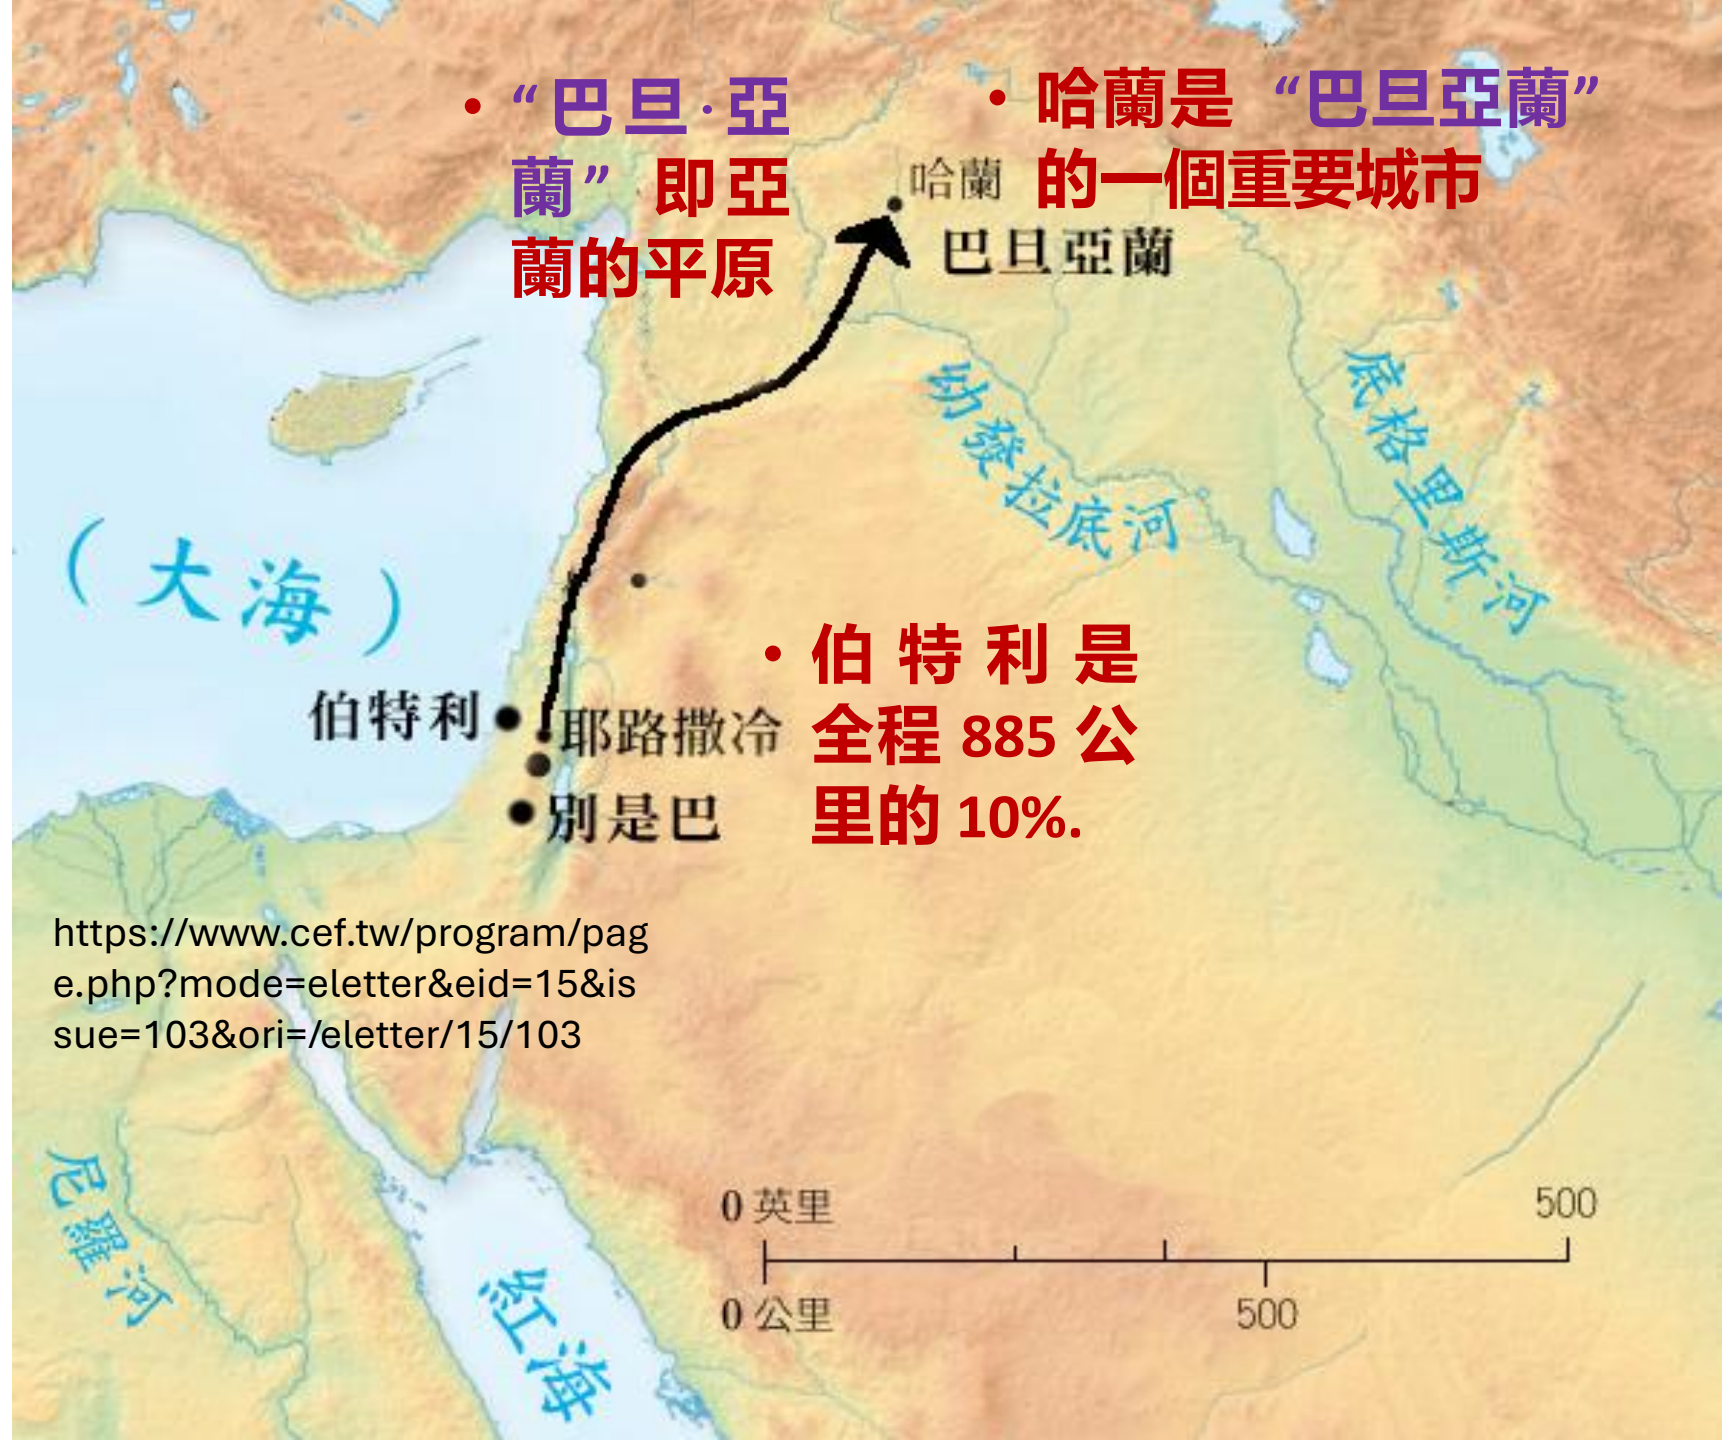 • “巴旦·亞
蘭” 即亞
蘭的平原
• 哈蘭是 “巴旦亞蘭”
的一個重要城市
哈蘭
巴旦亞蘭
幼發拉底河
底格里斯河
（大海）
• 伯特利是
全程 885 公
里的 10%.
伯特利
耶路撒冷
別是巴
https://www.cef.tw/program/pag
e.php?mode=eletter&eid=15&is
sue=103&ori=/eletter/15/103
尼羅河
紅海
0 英里 500
0 公里 500